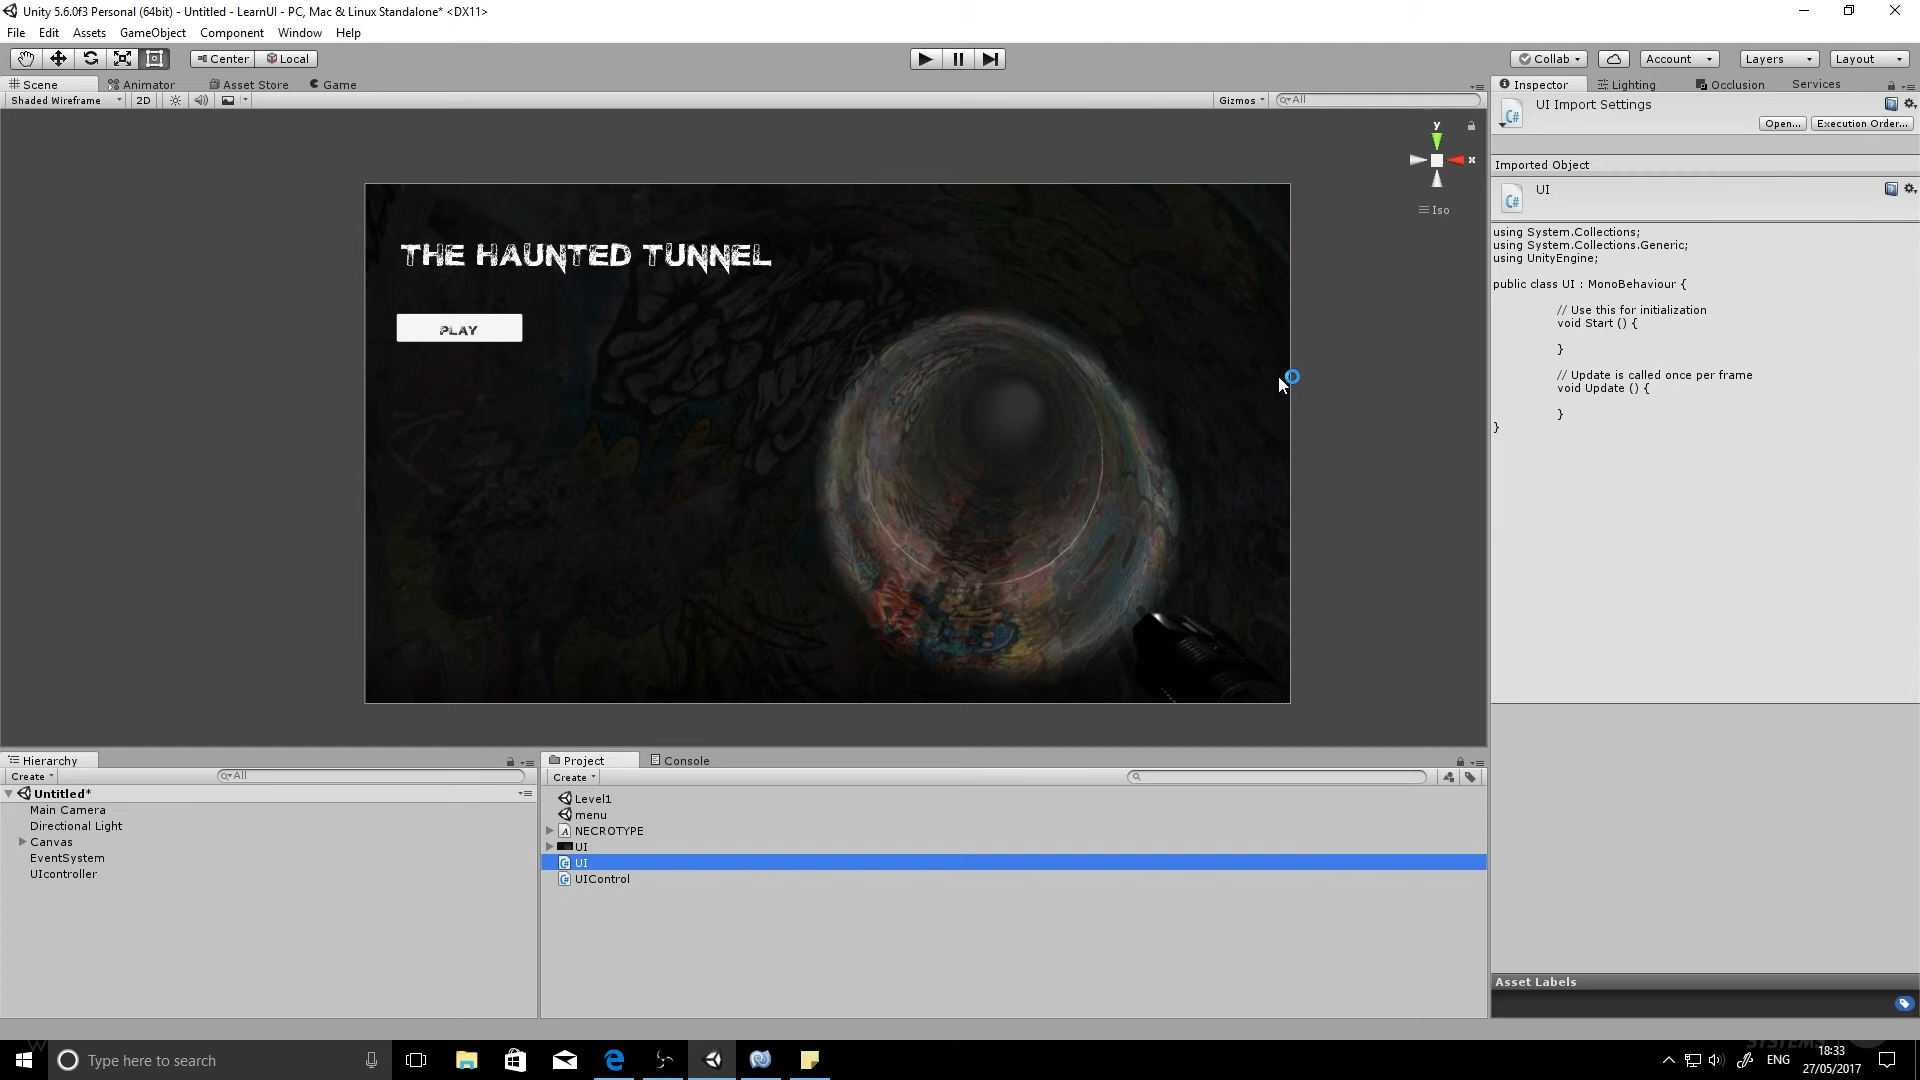 Unity 5.6.0f3 Personal (64bit) - Untitled - LearnUI - PC, Mac & Linux Standalone* <DX11>
File Edit Assets GameObject Component Window Help
Center Local Collab Account Layers Layout
Scene Animator Asset Store Game
Shaded Wireframe 2D Gizmos All
y
x
Iso
THE HAUNTED TUNNEL
PLAY
Inspector Lighting Occlusion Services
UI Import Settings
Open... Execution Order...
Imported Object
UI
using System.Collections;
using System.Collections.Generic;
using UnityEngine;
public class UI : MonoBehaviour {
// Use this for initialization
void Start () {
}
// Update is called once per frame
void Update () {
}
}
Asset Labels
Hierarchy
Create All
Untitled*
Main Camera
Directional Light
Canvas
EventSystem
UIcontroller
Project Console
Create
Level1
menu
NECROTYPE
UI
UI
UIControl
Type here to search
SYSTEMS
ENG
18:33
27/05/2017